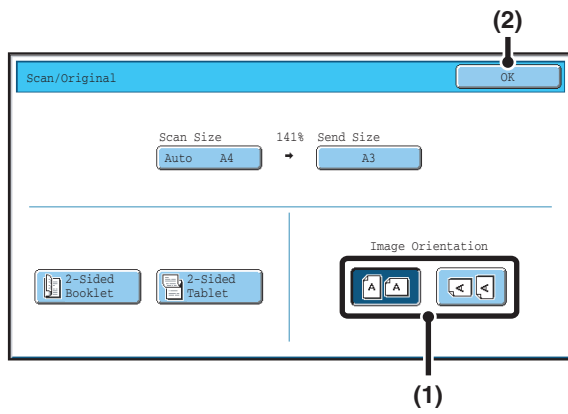 (2)
Scan/Original
OK
Scan Size 141% Send Size
Auto A4 → A3
Image Orientation
2-Sided
Booklet
2-Sided
Tablet
A A A A
(1)